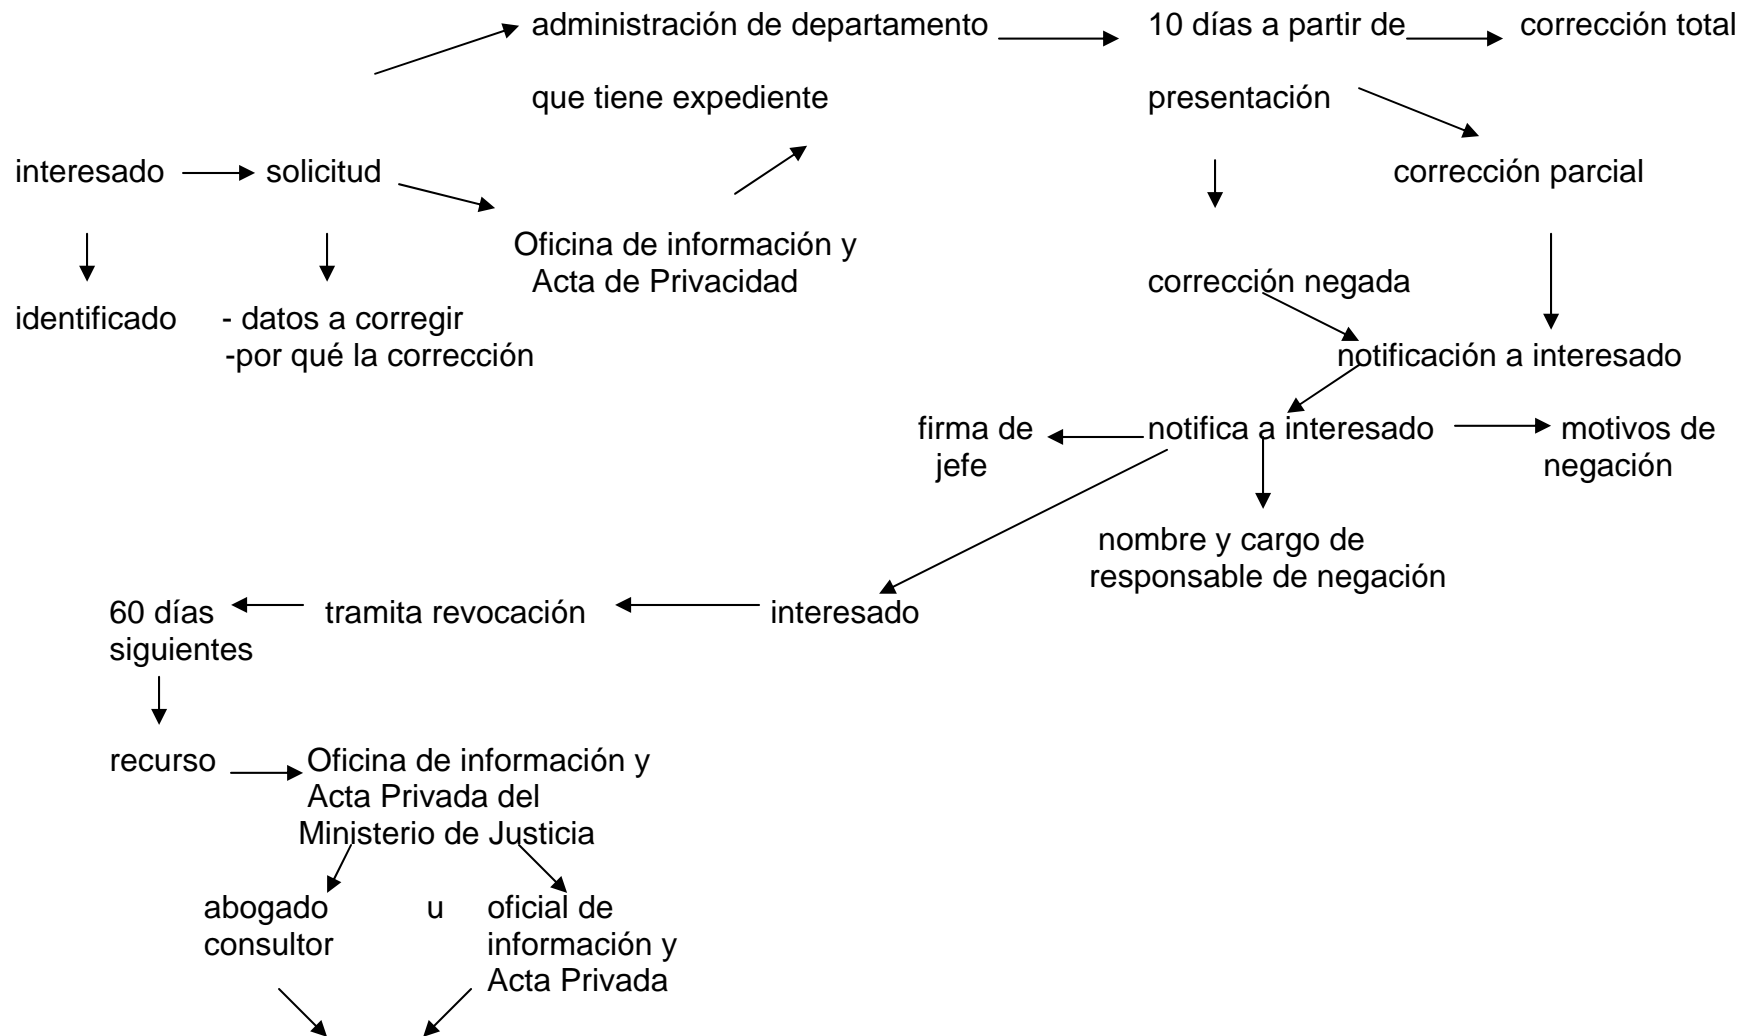 administración de departamento
que tiene expediente
10 días a partir de
presentación
corrección total
interesado
solicitud
corrección parcial
Oficina de información y
Acta de Privacidad
corrección negada
identificado
- datos a corregir
-por qué la corrección
notificación a interesado
firma de
jefe
notifica a interesado
motivos de
negación
nombre y cargo de
responsable de negación
60 días
siguientes
tramita revocación
interesado
recurso
Oficina de información y
Acta Privada del
Ministerio de Justicia
abogado
consultor
u
oficial de
información y
Acta Privada